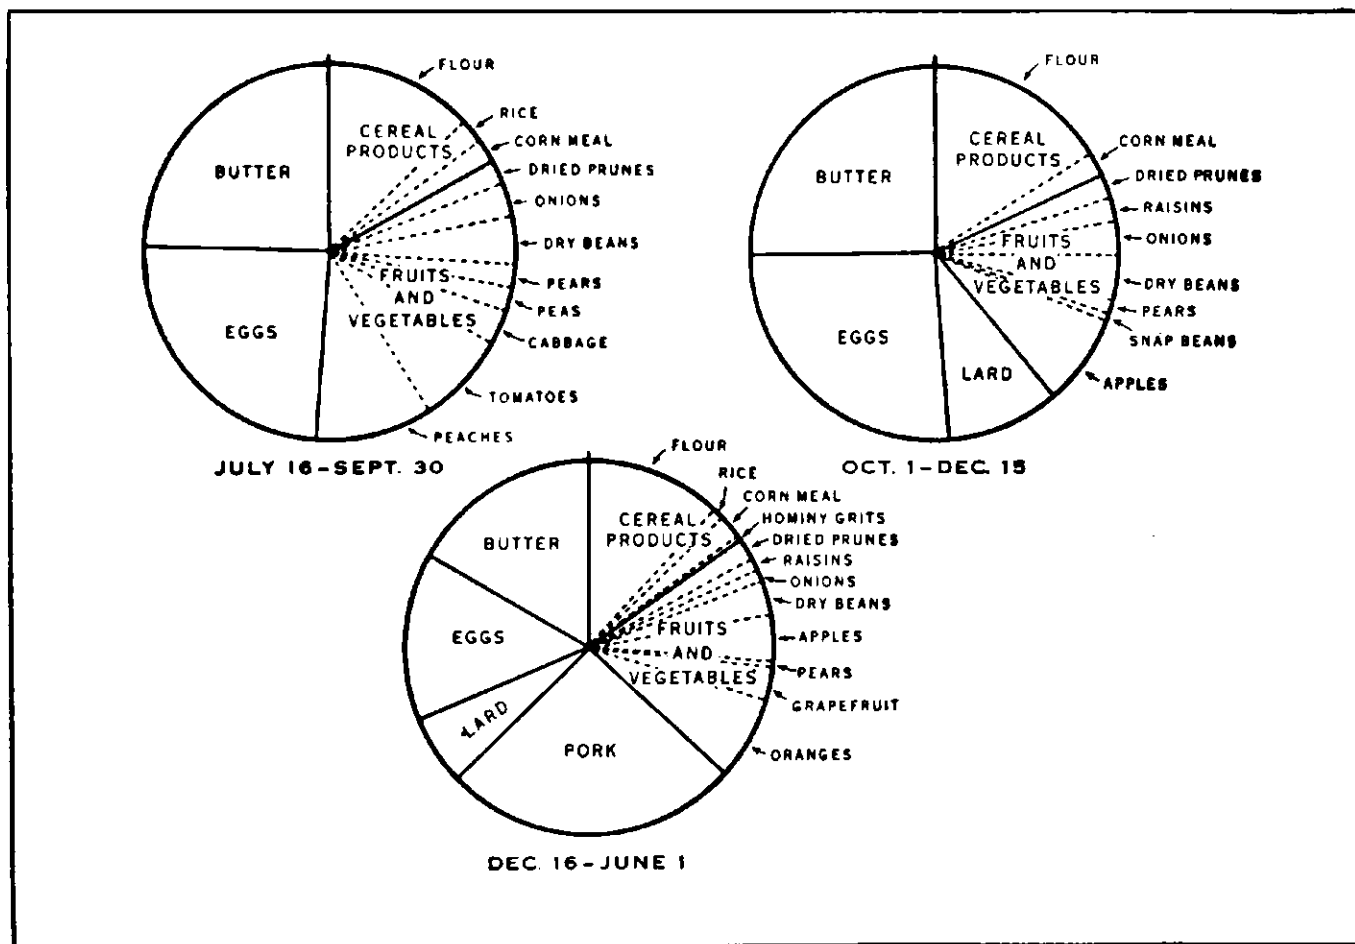 FLOUR
RICE
CORN MEAL
DRIED PRUNES
ONIONS
DRY BEANS
PEARS
PEAS
CABBAGE
TOMATOES
PEACHES
CEREAL
PRODUCTS
BUTTER
FRUITS
AND
VEGETABLES
EGGS
JULY 16-SEPT. 30
FLOUR
CORN MEAL
DRIED PRUNES
RAISINS
ONIONS
DRY BEANS
PEARS
SNAP BEANS
APPLES
CEREAL
PRODUCTS
BUTTER
FRUITS
AND
VEGETABLES
EGGS
LARD
OCT. 1-DEC. 15
FLOUR
RICE
CORN MEAL
HOMINY GRITS
DRIED PRUNES
RAISINS
ONIONS
DRY BEANS
APPLES
PEARS
GRAPEFRUIT
ORANGES
CEREAL
PRODUCTS
BUTTER
FRUITS
AND
VEGETABLES
EGGS
LARD
PORK
DEC. 16-JUNE 1